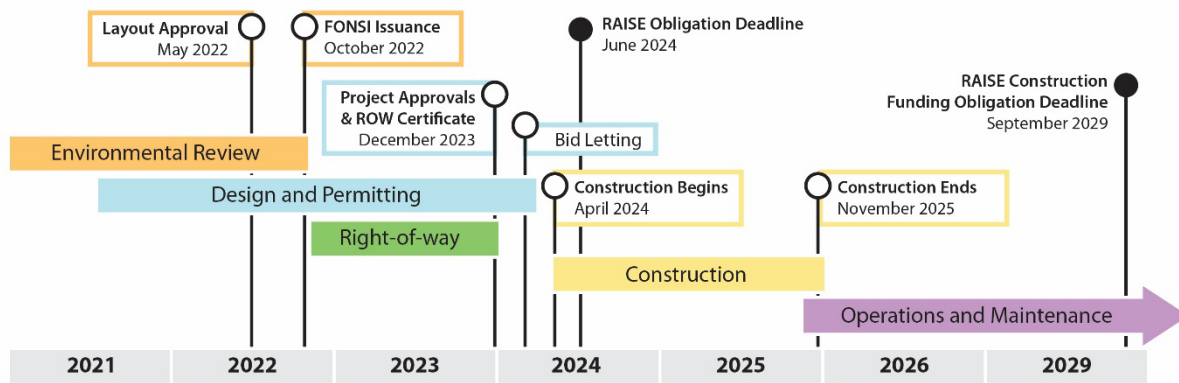 Layout Approval
May 2022
FONSI Issuance
October 2022
RAISE Obligation Deadline
June 2024
RAISE Construction
Funding Obligation Deadline
September 2029
Project Approvals
& ROW Certificate
December 2023
Bid Letting
Environmental Review
Design and Permitting
Construction Begins
April 2024
Construction Ends
November 2025
Right-of-way
Construction
Operations and Maintenance
2021 2022 2023 2024 2025 2026 2029